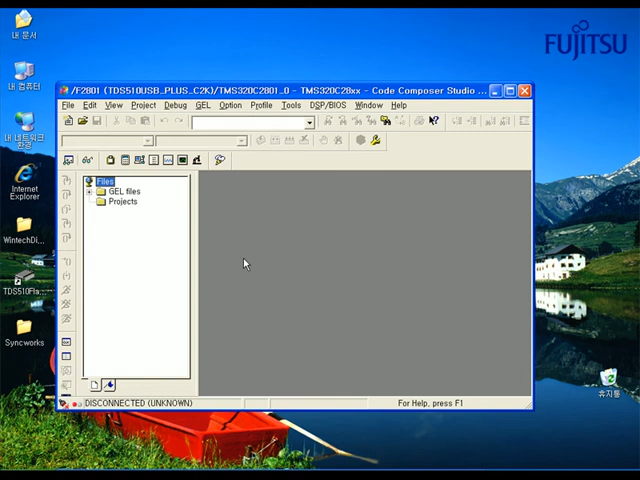 내 문서
FUJITSU
내 컴퓨터
/F2801 (TDS510USB_PLUS_C2K)/TMS320C2801_0 - TMS320C28xx - Code Composer Studio ...
File Edit View Project Debug GEL Option Profile Tools DSP/BIOS Window Help
내 네트워크
환경
Internet
Explorer
Files
GEL files
Projects
WintechDi...
TDS510Fla...
Syncworks
휴지통
DISCONNECTED (UNKNOWN)
For Help, press F1